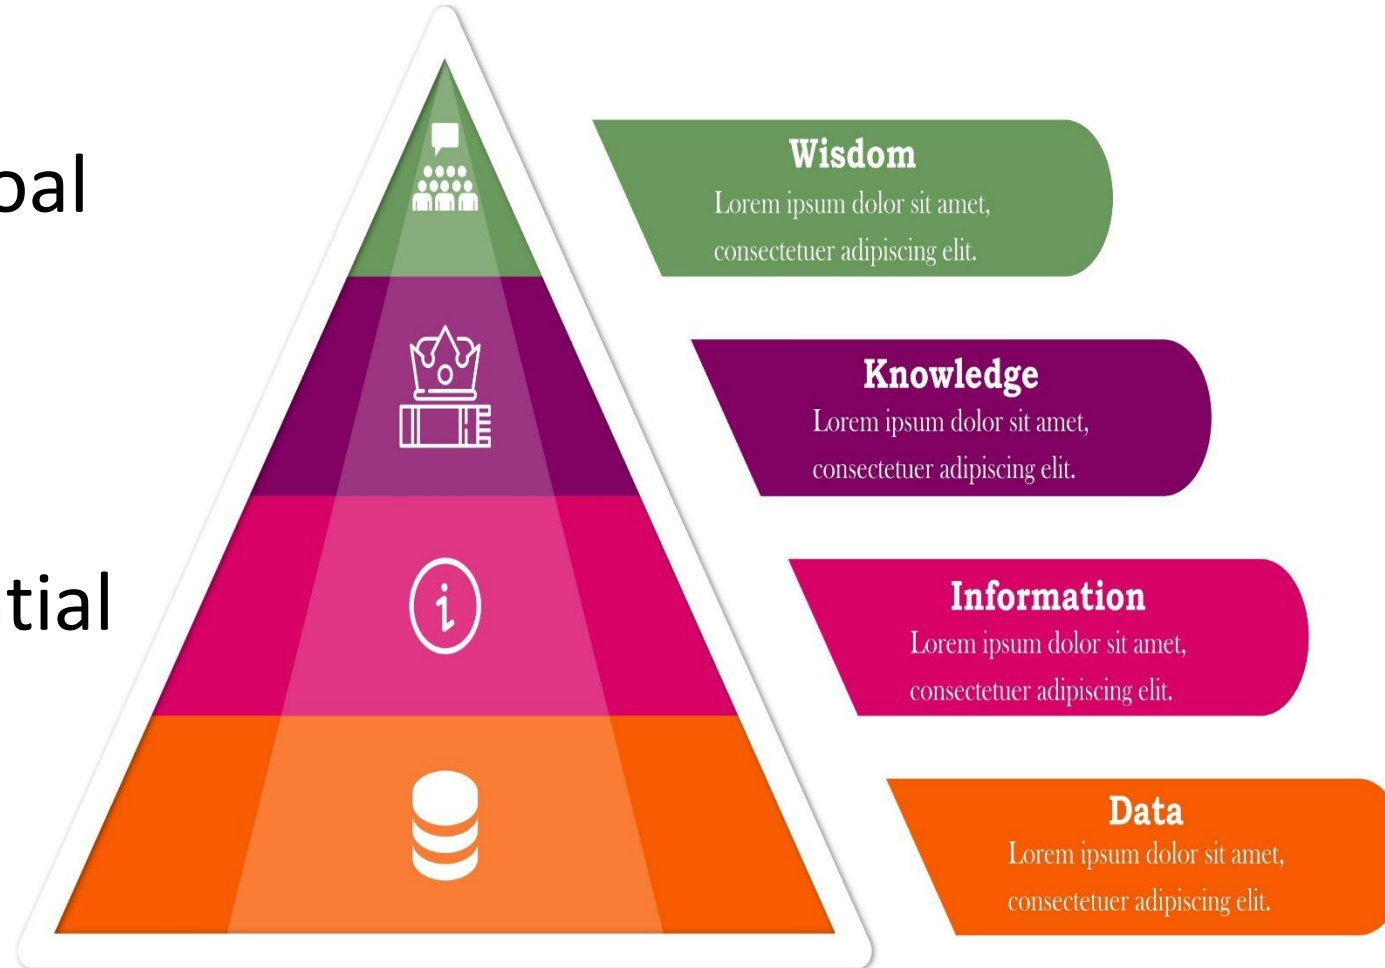 oal
Wisdom
Lorem ipsum dolor sit amet,
consectetuer adipiscing elit.
Knowledge
Lorem ipsum dolor sit amet,
consectetuer adipiscing elit.
tial
Information
Lorem ipsum dolor sit amet,
consectetuer adipiscing elit.
Data
Lorem ipsum dolor sit amet,
consectetuer adipiscing elit.